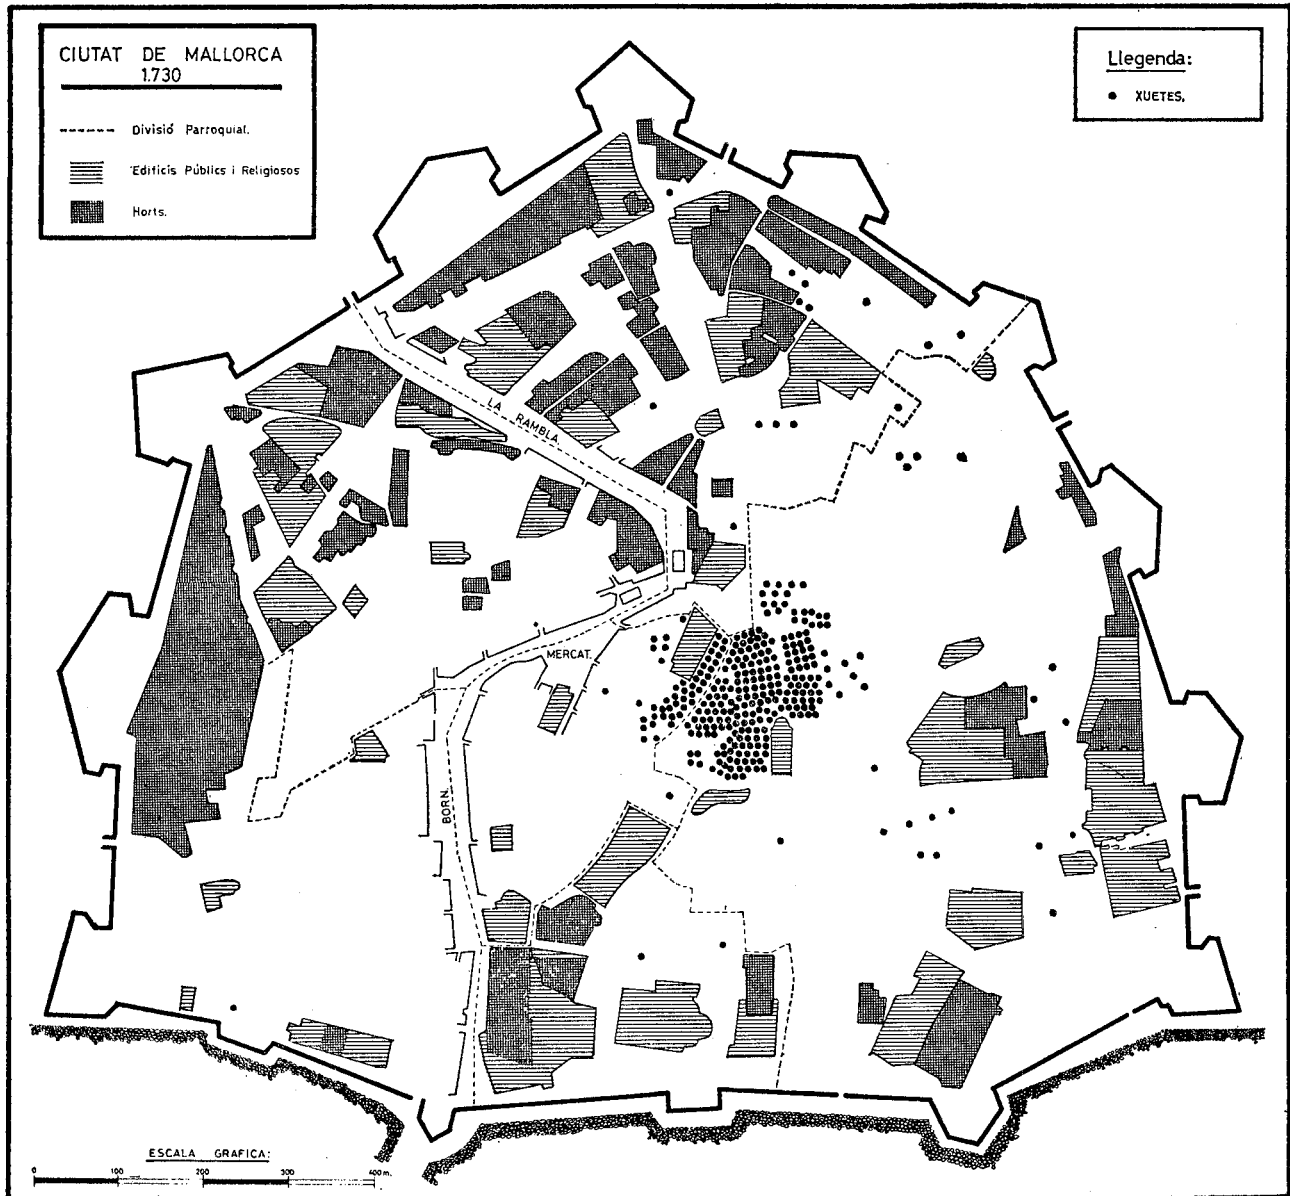 CIUTAT DE MALLORCA
1.730
Divisió Parroquial.
Edificis Públics i Religiosos
Horts.
Llegenda:
XUETES.
LA RAMBLA.
MERCAT.
BORN.
ESCALA GRAFICA:
0 100 200 300 400 m.